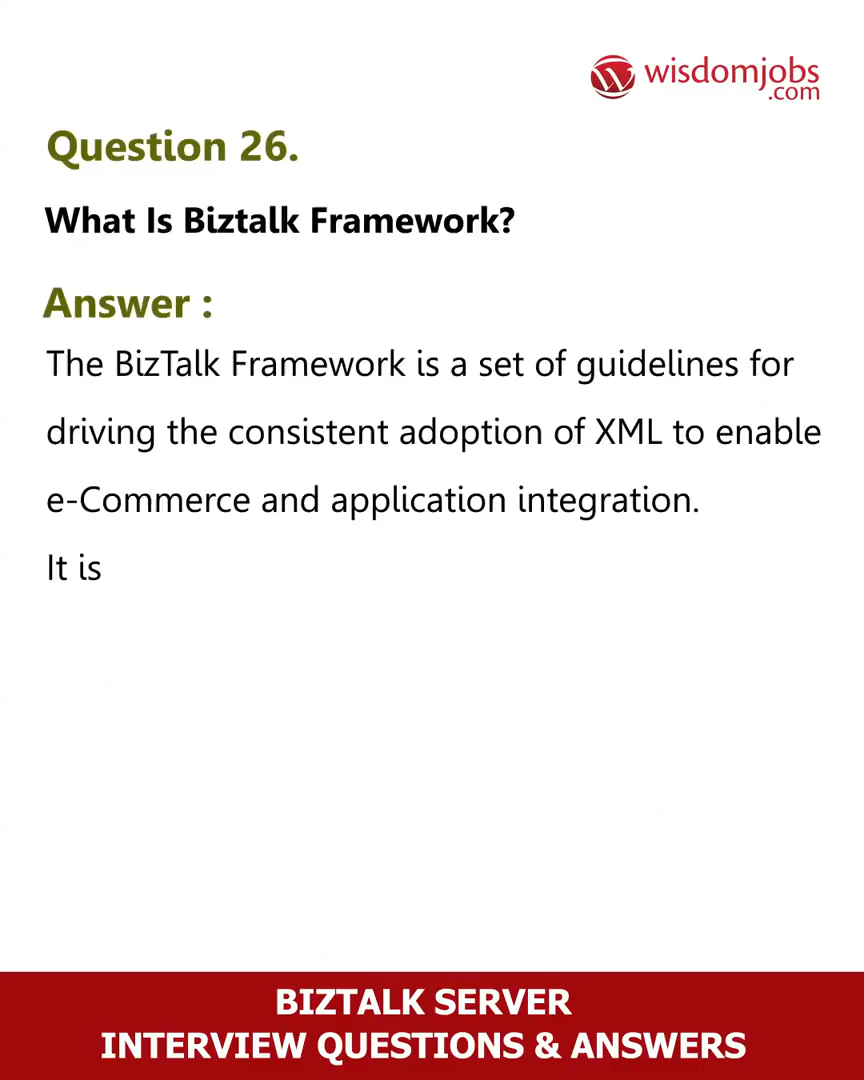 wisdomjobs
.com
Question 26.
What Is Biztalk Framework?
Answer :
The BizTalk Framework is a set of guidelines for
driving the consistent adoption of XML to enable
e-Commerce and application integration.
It is
BIZTALK SERVER
INTERVIEW QUESTIONS & ANSWERS